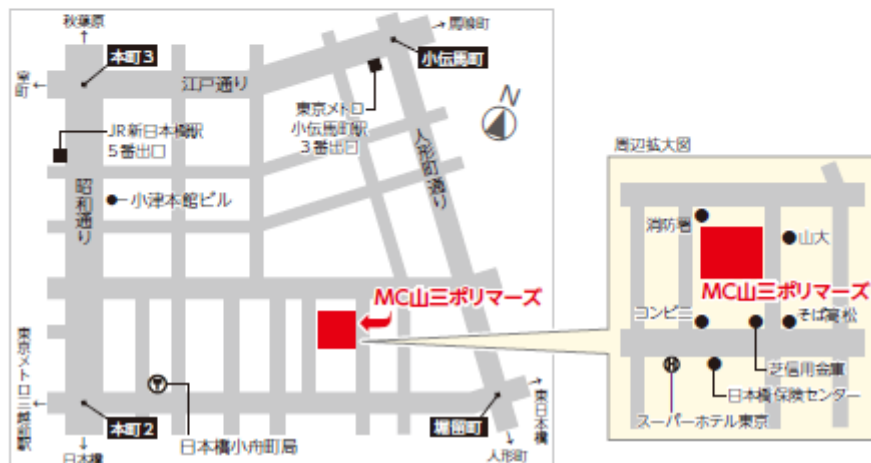 秋葉原
馬喰町
本町3
小伝馬町
室町
江戸通り
東京メトロ
小伝馬町駅
3番出口
N
JR新日本橋駅
5番出口
人形町通り
昭和通り
小津本館ビル
MC山三ポリマーズ
東京メトロ三越前駅
本町2
日本橋
日本橋小舟町局
堀留町
東日本橋
人形町
周辺拡大図
消防署
山大
MC山三ポリマーズ
コンビニ
そば高松
芝信用金庫
日本橋保険センター
H
スーパーホテル東京